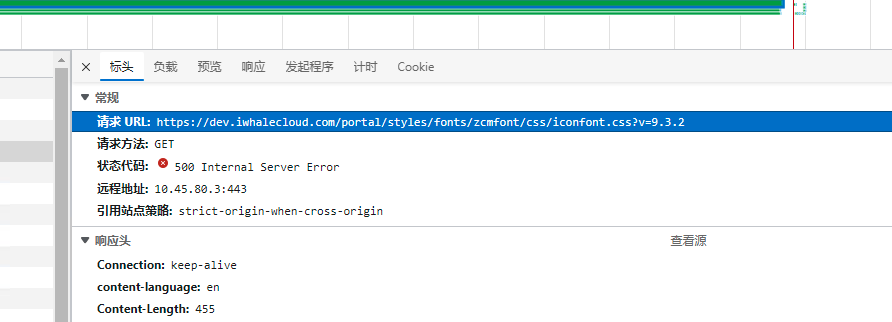 标头 负载 预览 响应 发起程序 计时 Cookie
常规
请求 URL: https://dev.iwhalecloud.com/portal/styles/fonts/zcmfont/css/iconfont.css?v=9.3.2
请求方法: GET
状态代码: 500 Internal Server Error
远程地址: 10.45.80.3:443
引用站点策略: strict-origin-when-cross-origin
响应头 查看源
Connection: keep-alive
content-language: en
Content-Length: 455